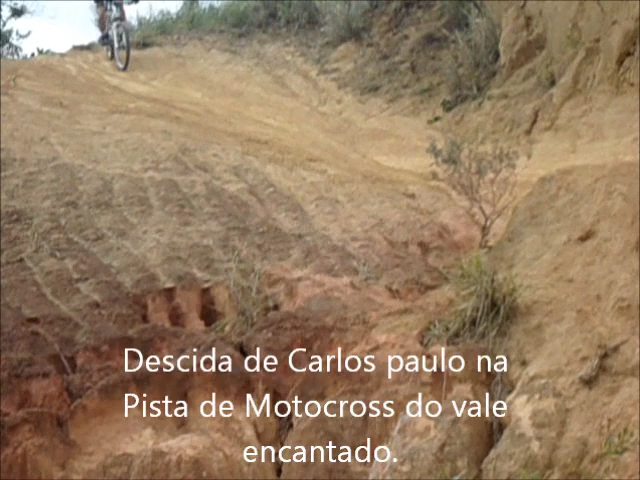 Descida de Carlos paulo na
Pista de Motocross do vale
encantado.